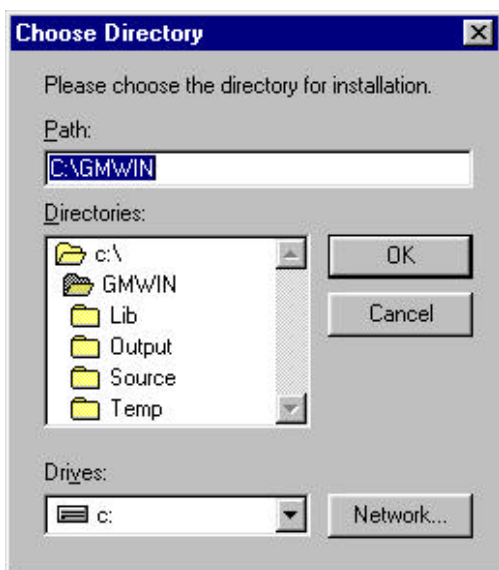 Choose Directory
Please choose the directory for installation.
Path:
C:\GMWIN
Directories:
c:\
GMWIN
Lib
Output
Source
Temp
OK
Cancel
Drives:
c:
Network...